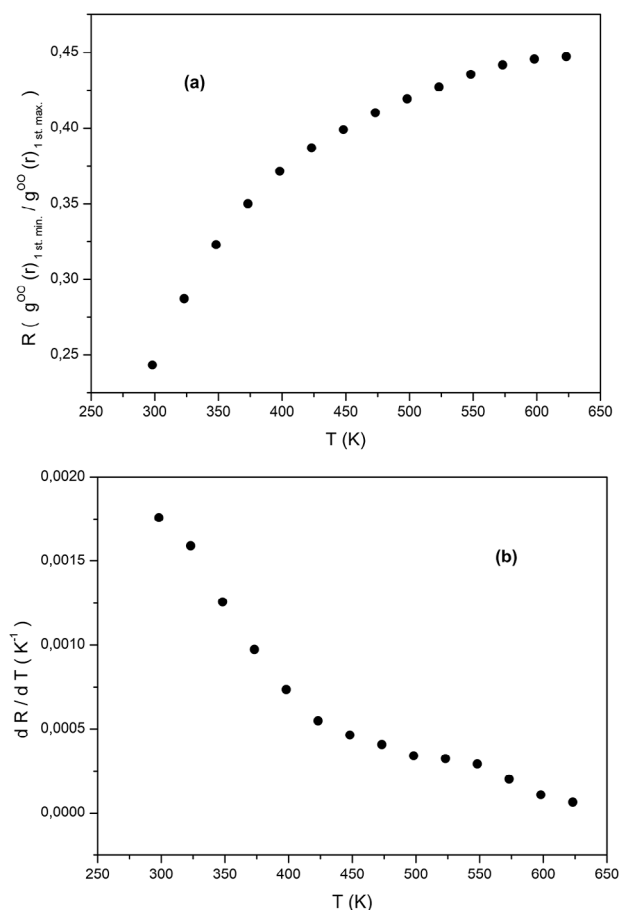 0,45
0,40
0,35
0,30
0,25
R ( g^OO (r) 1 st. min. / g^OO (r) 1 st. max. )
(a)
250 300 350 400 450 500 550 600 650
T (K)
0,0020
0,0015
0,0010
0,0005
0,0000
d R / d T ( K^-1 )
(b)
250 300 350 400 450 500 550 600 650
T (K)